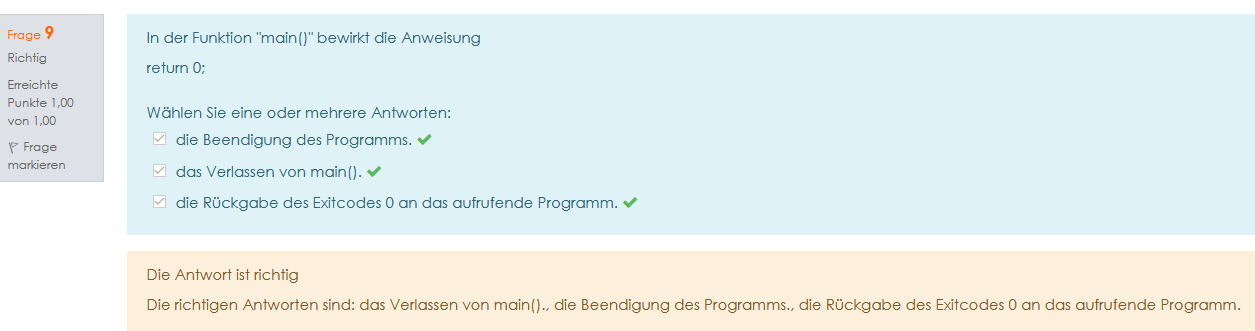 Frage 9
Richtig
Erreichte
Punkte 1,00
von 1,00
Frage
markieren
In der Funktion "main()" bewirkt die Anweisung
return 0;
Wählen Sie eine oder mehrere Antworten:
die Beendigung des Programms.
das Verlassen von main().
die Rückgabe des Exitcodes 0 an das aufrufende Programm.
Die Antwort ist richtig
Die richtigen Antworten sind: das Verlassen von main()., die Beendigung des Programms., die Rückgabe des Exitcodes 0 an das aufrufende Programm.